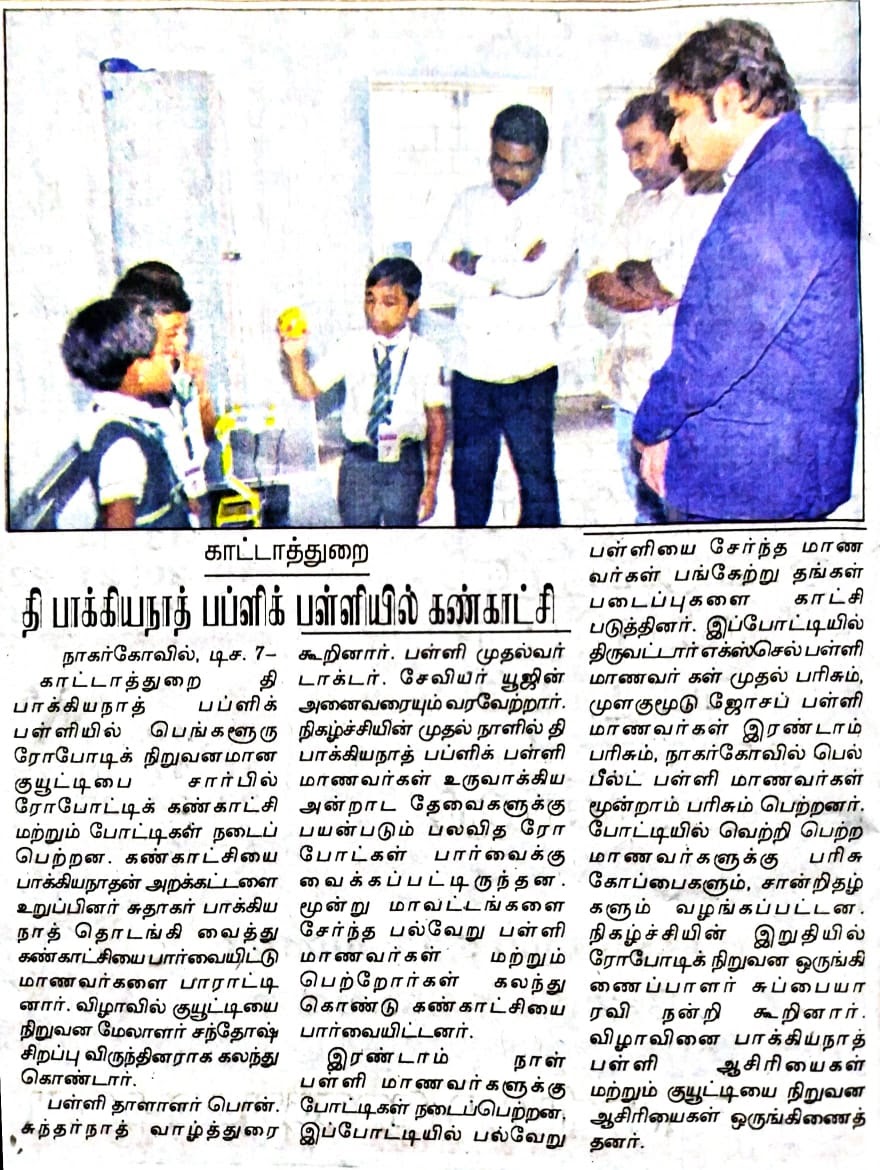 காட்டாத்துறை
தி பாக்கியநாத் பப்ளிக் பள்ளியில் கண்காட்சி
நாகர்கோவில், டிச. 7–
காட்டாத்துறை தி
பாக்கியநாத் பப்ளிக்
பள்ளியில் பெங்களூரு
ரோபோடிக் நிறுவனமான
குயூட்டிபை சார்பில்
ரோபோட்டிக் கண்காட்சி
மற்றும் போட்டிகள் நடைப்
பெற்றன. கண்காட்சியை
பாக்கியநாதன் அறக்கட்டளை
உறுப்பினர் சுதாகர் பாக்கிய
நாத் தொடங்கி வைத்து
கண்காட்சியை பார்வையிட்டு
மாணவர்களை பாராட்டி
னார். விழாவில் குயூட்டியை
நிறுவன மேலாளர் சந்தோஷ்
சிறப்பு விருந்தினராக கலந்து
கொண்டார்.
பள்ளி தாளாளர் பொன்.
சுந்தர்நாத் வாழ்த்துரை
கூறினார். பள்ளி முதல்வர்
டாக்டர். சேவியர் யூஜின்
அனைவரையும் வரவேற்றார்.
நிகழ்ச்சியின் முதல் நாளில் தி
பாக்கியநாத் பப்ளிக் பள்ளி
மாணவர்கள் உருவாக்கிய
அன்றாட தேவைகளுக்கு
பயன்படும் பலவித ரோ
போட்கள் பார்வைக்கு
வைக்கப்பட்டிருந்தன.
மூன்று மாவட்டங்களை
சேர்ந்த பல்வேறு பள்ளி
மாணவர்கள் மற்றும்
பெற்றோர்கள் கலந்து
கொண்டு கண்காட்சியை
பார்வையிட்டனர்.
இரண்டாம் நாள்
பள்ளி மாணவர்களுக்கு
போட்டிகள் நடைப்பெற்றன,
இப்போட்டியில் பல்வேறு
பள்ளியை சேர்ந்த மாண
வர்கள் பங்கேற்று தங்கள்
படைப்புகளை காட்சி
படுத்தினர். இப்போட்டியில்
திருவட்டார் எக்ஸ்செல் பள்ளி
மாணவர் கள் முதல் பரிசும்,
முளகுமூடு ஜோசப் பள்ளி
மாணவர்கள் இரண்டாம்
பரிசும், நாகர்கோவில் பெல்
பீல்ட் பள்ளி மாணவர்கள்
மூன்றாம் பரிசும் பெற்றனர்.
போட்டியில் வெற்றி பெற்ற
மாணவர்களுக்கு பரிசு
கோப்பைகளும், சான்றிதழ்
களும் வழங்கப்பட்டன.
நிகழ்ச்சியின் இறுதியில்
ரோபோடிக் நிறுவன ஒருங்கி
ணைப்பாளர் சுப்பையா
ரவி நன்றி கூறினார்.
விழாவினை பாக்கியநாத்
பள்ளி ஆசிரியைகள்
மற்றும் குயூட்டியை நிறுவன
ஆசிரியைகள் ஒருங்கிணைத்
தனர்.